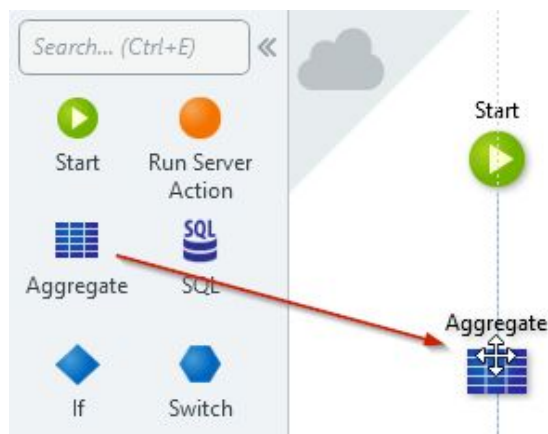 Search... (Ctrl+E)
Start
Run Server
Action
SQL
Aggregate
SQL
If
Switch
Start
Aggregate